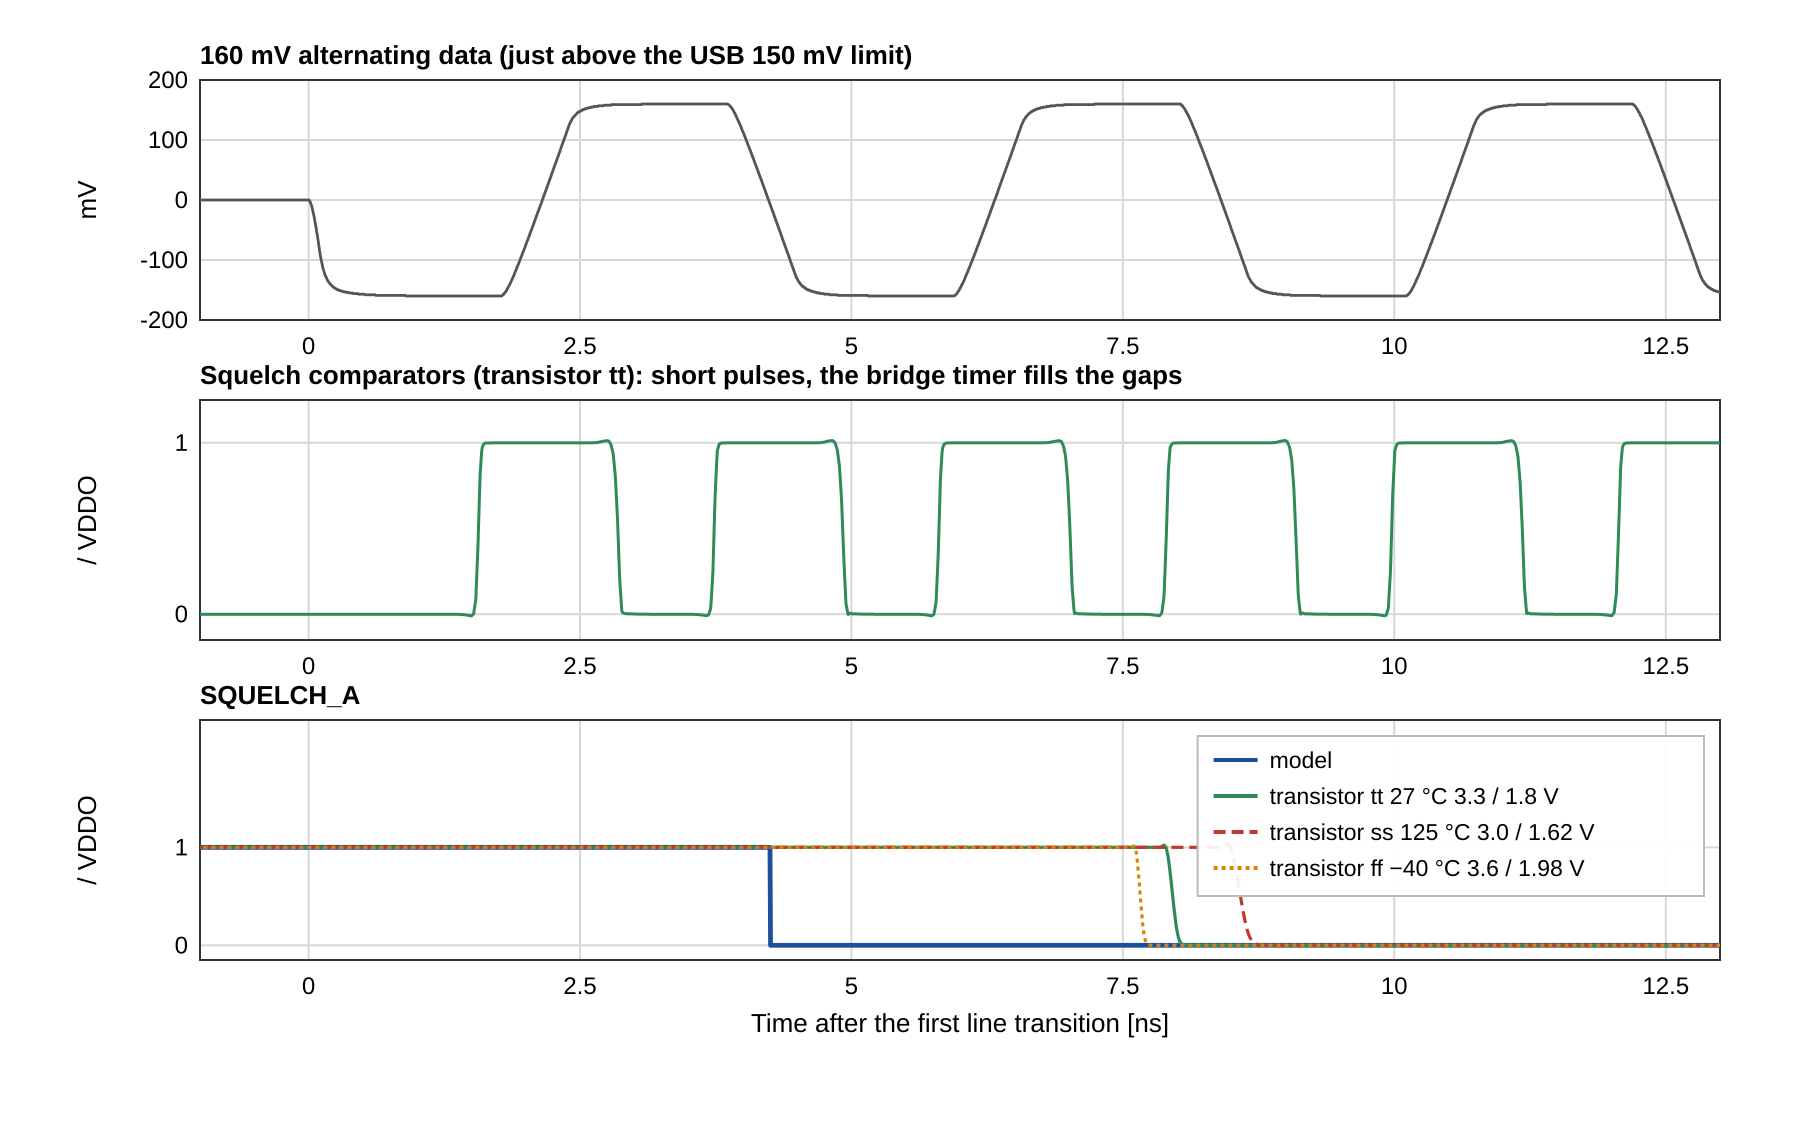 160 mV alternating data (just above the USB 150 mV limit)
200
100
0
-100
-200
mV
0 2.5 5 7.5 10 12.5
Squelch comparators (transistor tt): short pulses, the bridge timer fills the gaps
1
0
/ VDDO
0 2.5 5 7.5 10 12.5
SQUELCH_A
model
transistor tt 27 °C 3.3 / 1.8 V
transistor ss 125 °C 3.0 / 1.62 V
transistor ff −40 °C 3.6 / 1.98 V
1
0
/ VDDO
0 2.5 5 7.5 10 12.5
Time after the first line transition [ns]